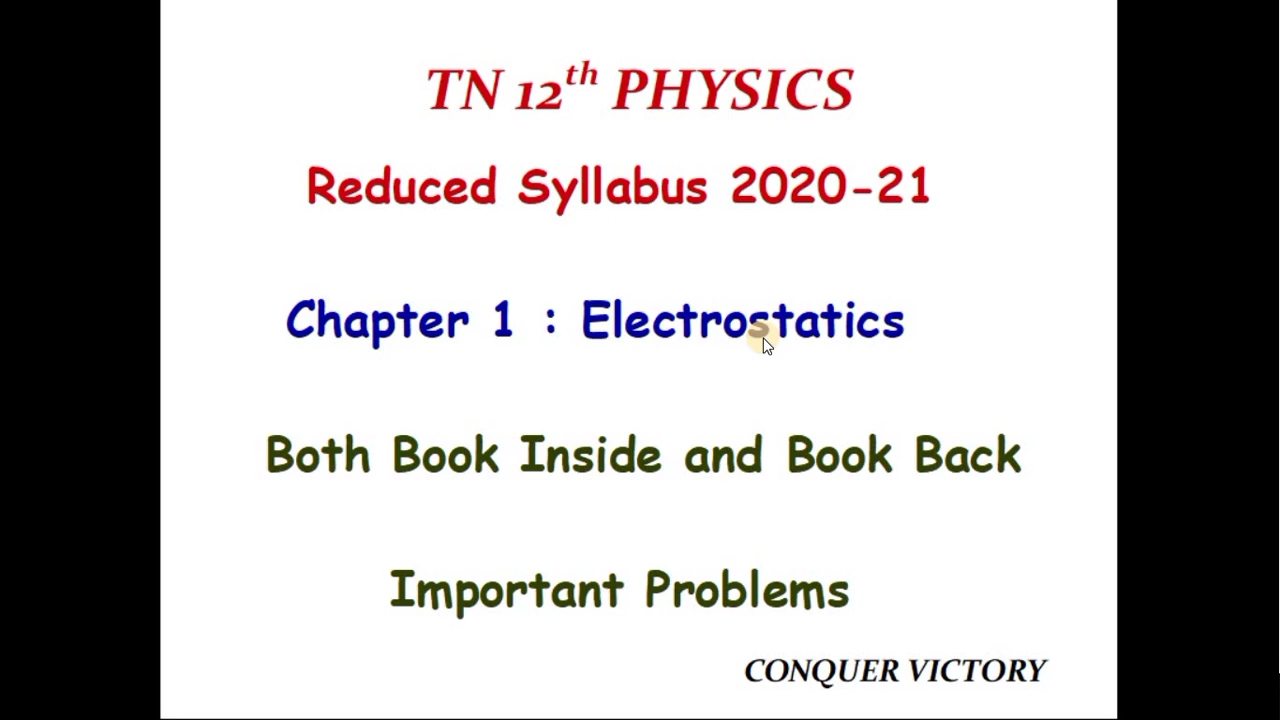 TN 12th PHYSICS
Reduced Syllabus 2020-21
Chapter 1 : Electrostatics
Both Book Inside and Book Back
Important Problems
CONQUER VICTORY